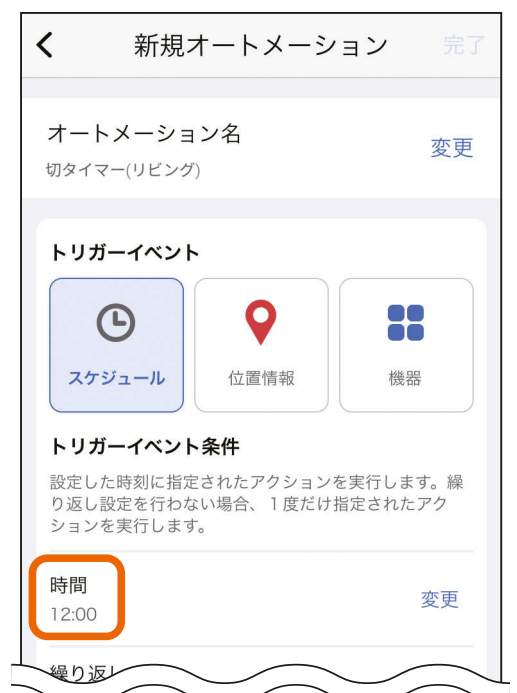 新規オートメーション 完了
オートメーション名
変更
切タイマー(リビング)
トリガーイベント
スケジュール 位置情報 機器
トリガーイベント条件
設定した時刻に指定されたアクションを実行します。繰
り返し設定を行わない場合、1度だけ指定されたアク
ションを実行します。
時間
12:00
変更
繰り返し